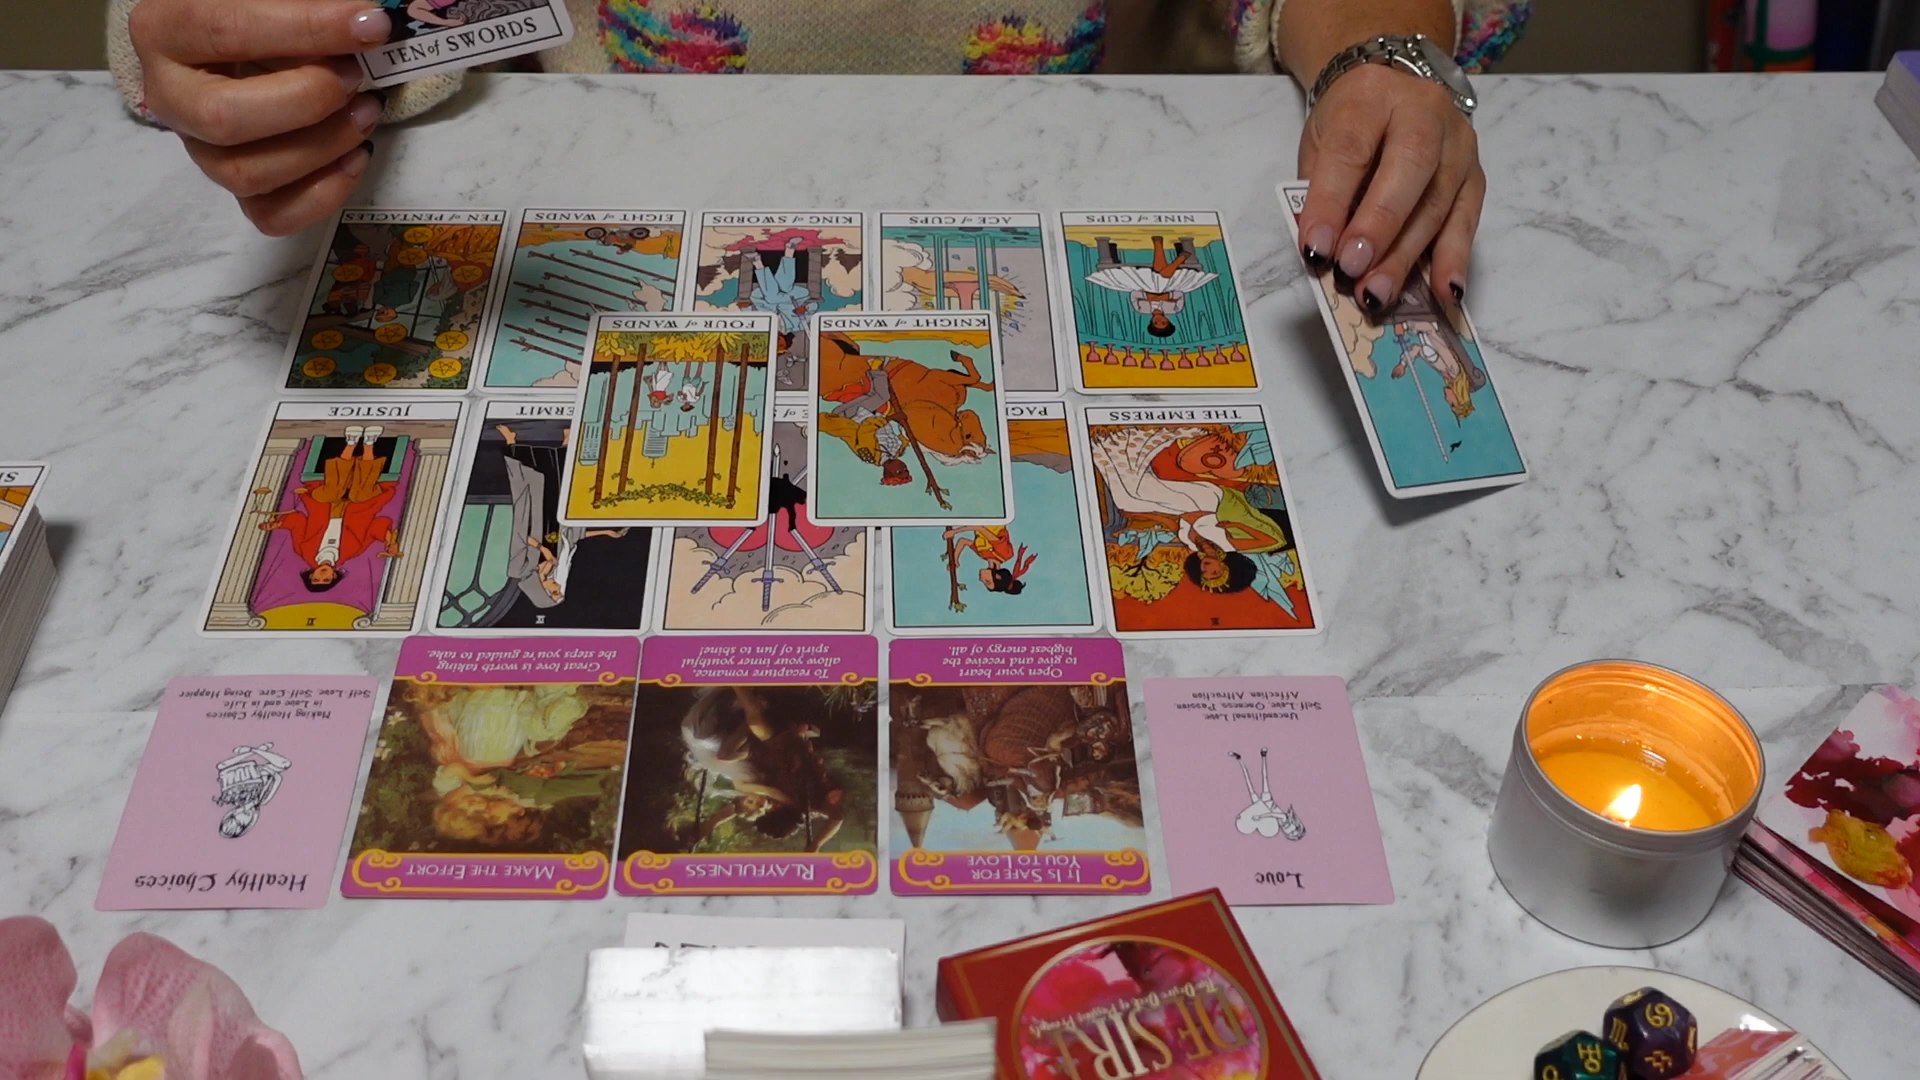 TEN of SWORDS
TEN of PENTACLES
EIGHT of WANDS
KING of SWORDS
ACE of CUPS
NINE of CUPS
FOUR of WANDS
KNIGHT of WANDS
JUSTICE
THE EMPRESS
II
Great love is worth taking
the steps you're guided to take.
MAKE THE EFFORT
To recapture romance,
allow your inner youthful
spirit of fun to shine!
PLAYFULNESS
Open your heart
to give and receive the
highest energy of all.
IT IS SAFE FOR
YOU TO LOVE
Healthy Choices
Making Healthy Choices
in Love and in Life.
Self-Love. Self-Care. Being Happier
Love
Unconditional Love.
Self-Love. Oneness. Passion.
Affection. Attraction